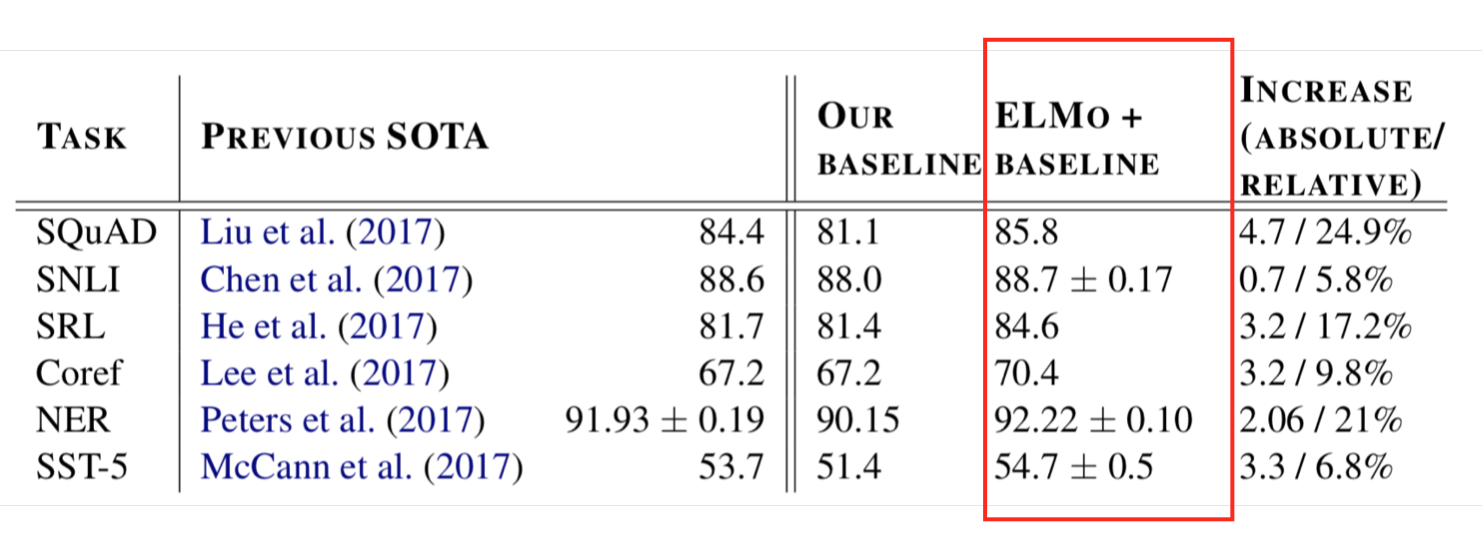 TASK PREVIOUS SOTA OUR BASELINE ELMO + BASELINE INCREASE (ABSOLUTE/ RELATIVE)
SQuAD Liu et al. (2017) 84.4 81.1 85.8 4.7 / 24.9%
SNLI Chen et al. (2017) 88.6 88.0 88.7 ± 0.17 0.7 / 5.8%
SRL He et al. (2017) 81.7 81.4 84.6 3.2 / 17.2%
Coref Lee et al. (2017) 67.2 67.2 70.4 3.2 / 9.8%
NER Peters et al. (2017) 91.93 ± 0.19 90.15 92.22 ± 0.10 2.06 / 21%
SST-5 McCann et al. (2017) 53.7 51.4 54.7 ± 0.5 3.3 / 6.8%